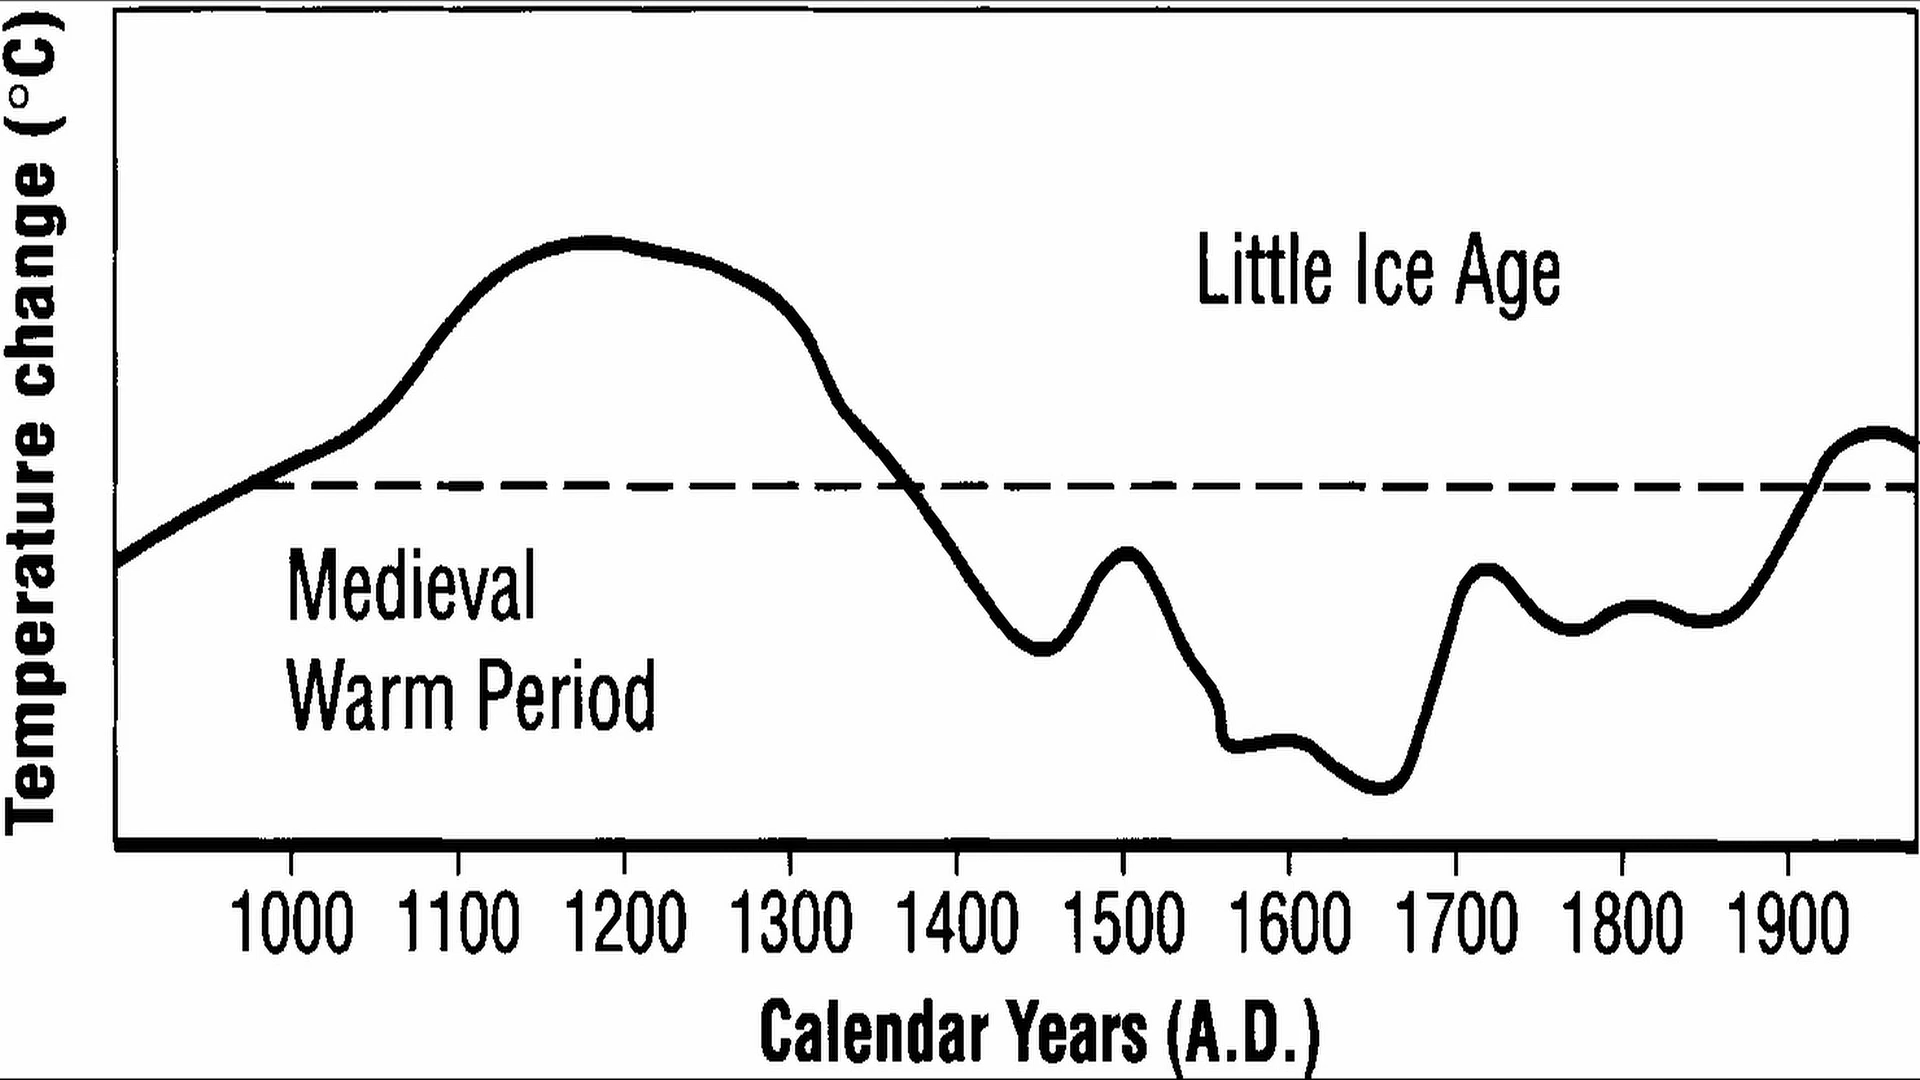 Temperature change (°C)
Little Ice Age
Medieval
Warm Period
1000 1100 1200 1300 1400 1500 1600 1700 1800 1900
Calendar Years (A.D.)